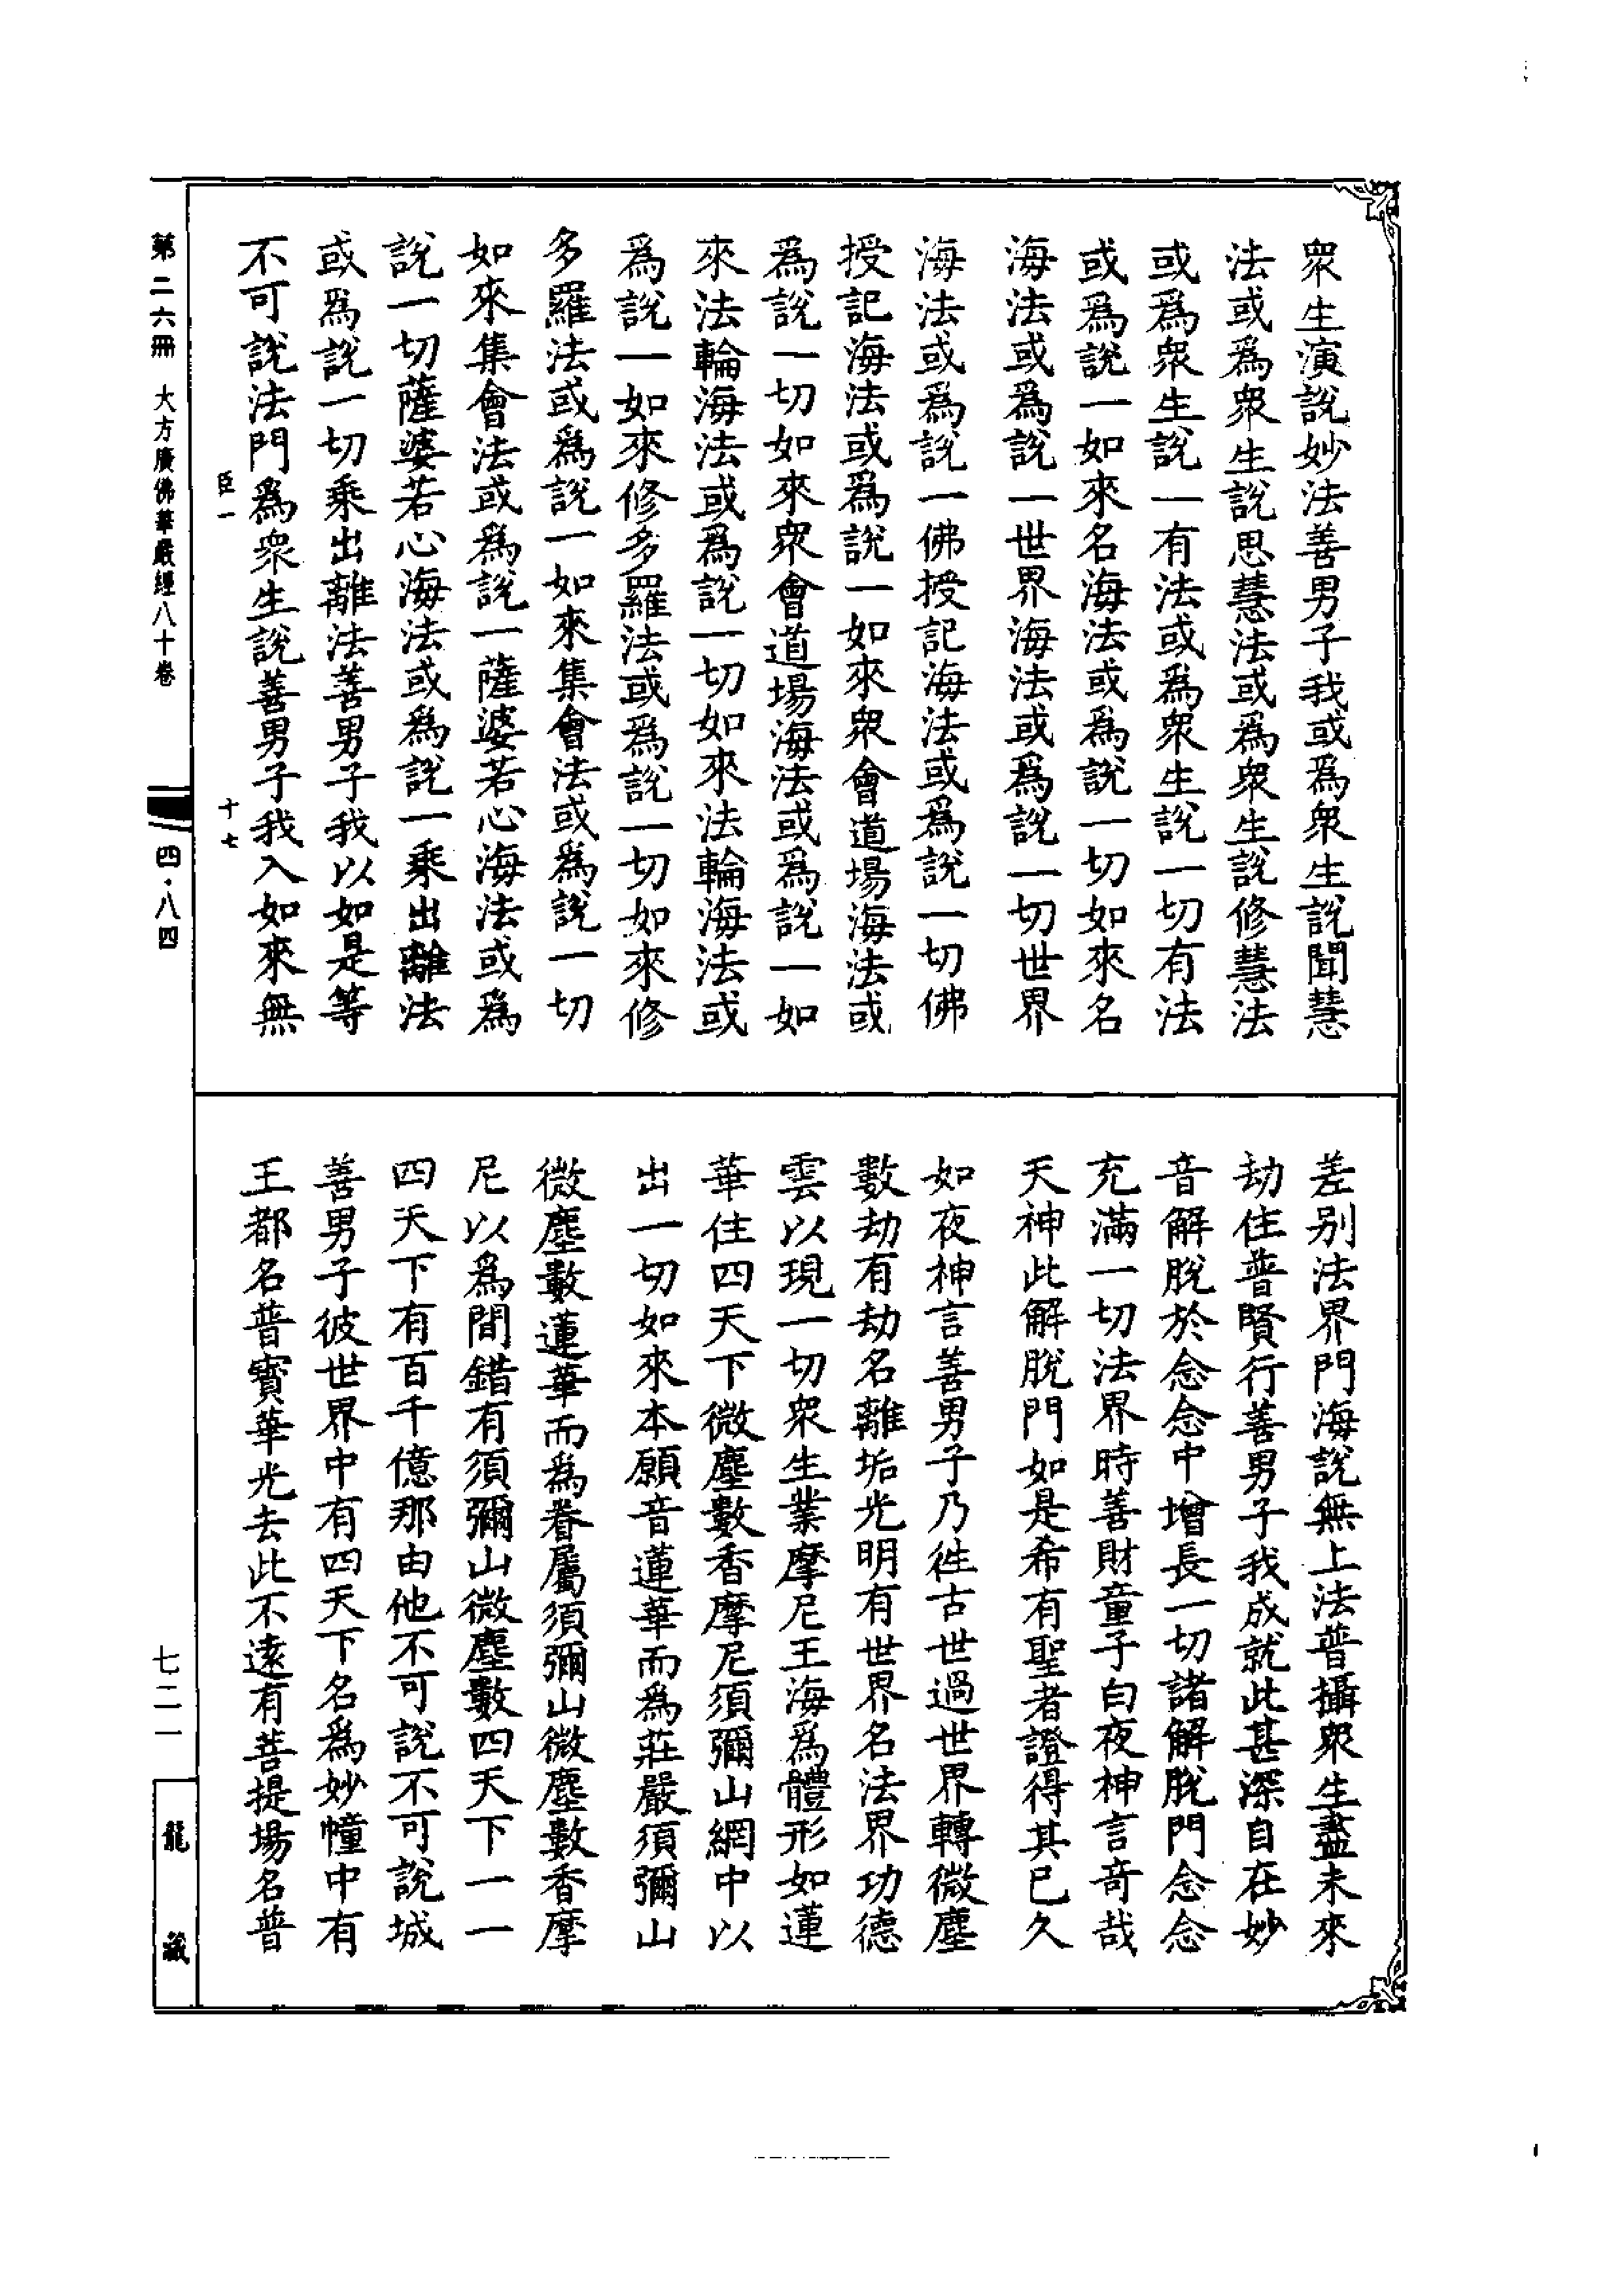 眾生演說妙法善男子我或爲眾生說聞慧
法或爲眾生說思慧法或爲眾生說修慧法
或爲眾生說一有法或爲眾生說一切有法
或爲說一如來名海法或爲說一切如來名
海法或爲說一世界海法或爲說一切世界
海法或爲說一佛授記海法或爲說一切佛
授記海法或爲說一如來眾會道場海法或
爲說一切如來眾會道場海法或爲說一如
來法輪海法或爲說一切如來法輪海法或
爲說一如來修多羅法或爲說一切如來修
多羅法或爲說一如來集會法或爲說一切
如來集會法或爲說一薩婆若心海法或爲
說一切薩婆若心海法或爲說一乘出離法
或爲說一切乘出離法善男子我以如是等
不可說法門爲眾生說善男子我入如來無
差別法界門海說無上法普攝眾生盡未來
劫住普賢行善男子我成就此甚深自在妙
音解脫於念念中增長一切諸解脫門念念
充滿一切法界時善財童子白夜神言奇哉
天神此解脫門如是希有聖者證得其已久
如夜神言善男子乃往古世過世界轉微塵
數劫有劫名離垢光明有世界名法界功德
雲以現一切眾生業摩尼王海爲體形如蓮
華住四天下微塵數香摩尼須彌山網中以
出一切如來本願音蓮華而爲莊嚴須彌山
微塵數蓮華而爲眷屬須彌山微塵數香摩
尼以爲間錯有須彌山微塵數四天下一一
四天下有百千億那由他不可說不可說城
善男子彼世界中有四天下名爲妙幢中有
王都名普寶華光去此不遠有菩提場名普
臣一
十七
第二六冊 大方廣佛華嚴經八十卷
四·八四
七二一
龍藏